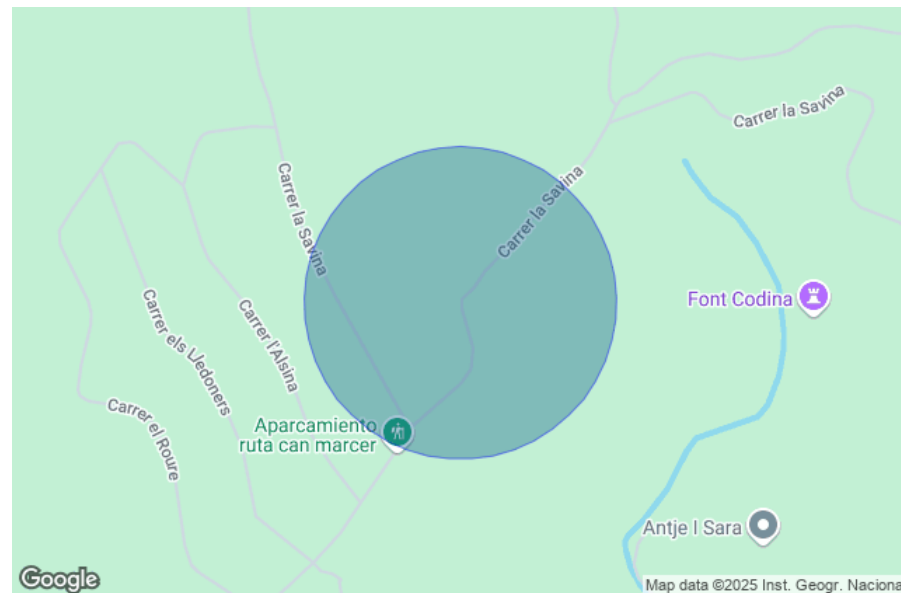 Carrer la Savina
Carrer la Savina
Carrer la Savina
Font Codina
Carrer els Lledoners
Carrer l'Alsina
Carrer el Roure
Aparcamiento
ruta can marcer
Antje I Sara
Google
Map data ©2025 Inst. Geogr. Naciona